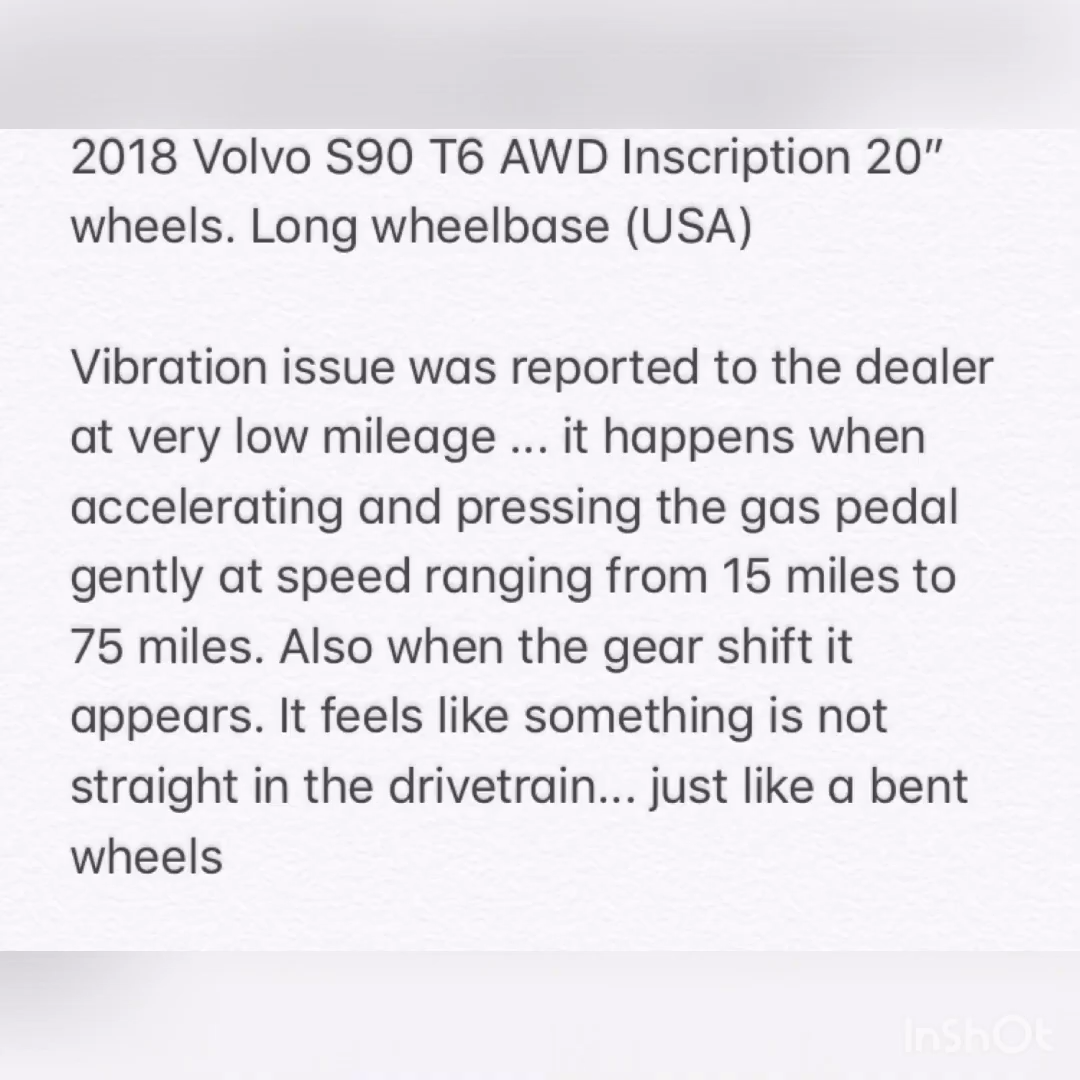 2018 Volvo S90 T6 AWD Inscription 20"
wheels. Long wheelbase (USA)
Vibration issue was reported to the dealer
at very low mileage ... it happens when
accelerating and pressing the gas pedal
gently at speed ranging from 15 miles to
75 miles. Also when the gear shift it
appears. It feels like something is not
straight in the drivetrain... just like a bent
wheels
InShOt